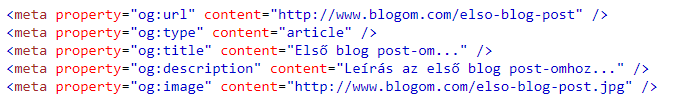 <meta property="og:url" content="http://www.blogom.com/elso-blog-post" />
<meta property="og:type" content="article" />
<meta property="og:title" content="Első blog post-om..." />
<meta property="og:description" content="Leírás az első blog post-omhoz..." />
<meta property="og:image" content="http://www.blogom.com/elso-blog-post.jpg" />